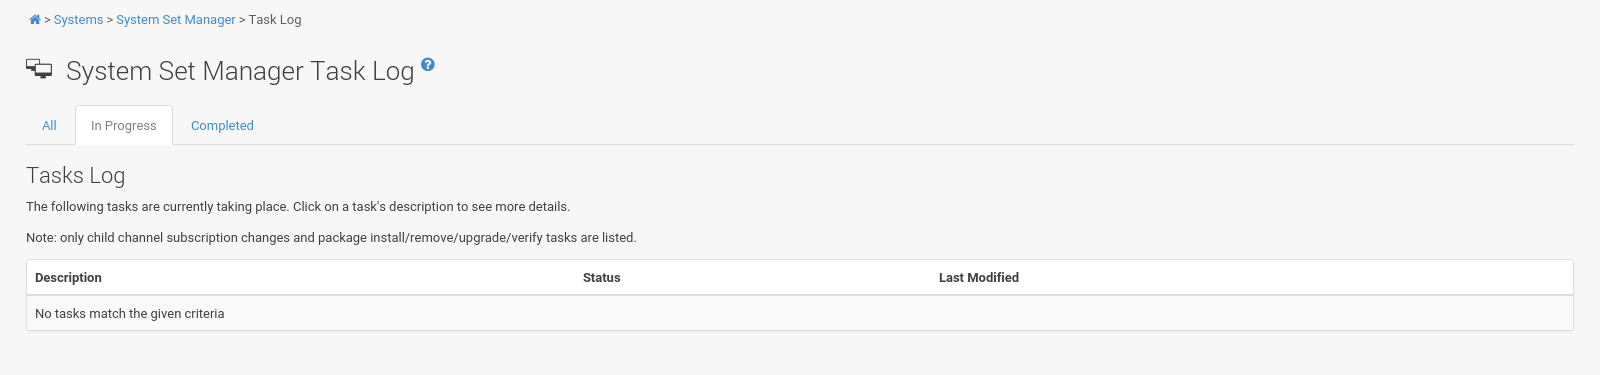 > Systems > System Set Manager > Task Log
System Set Manager Task Log ?
All In Progress Completed
Tasks Log
The following tasks are currently taking place. Click on a task's description to see more details.
Note: only child channel subscription changes and package install/remove/upgrade/verify tasks are listed.
Description Status Last Modified
No tasks match the given criteria